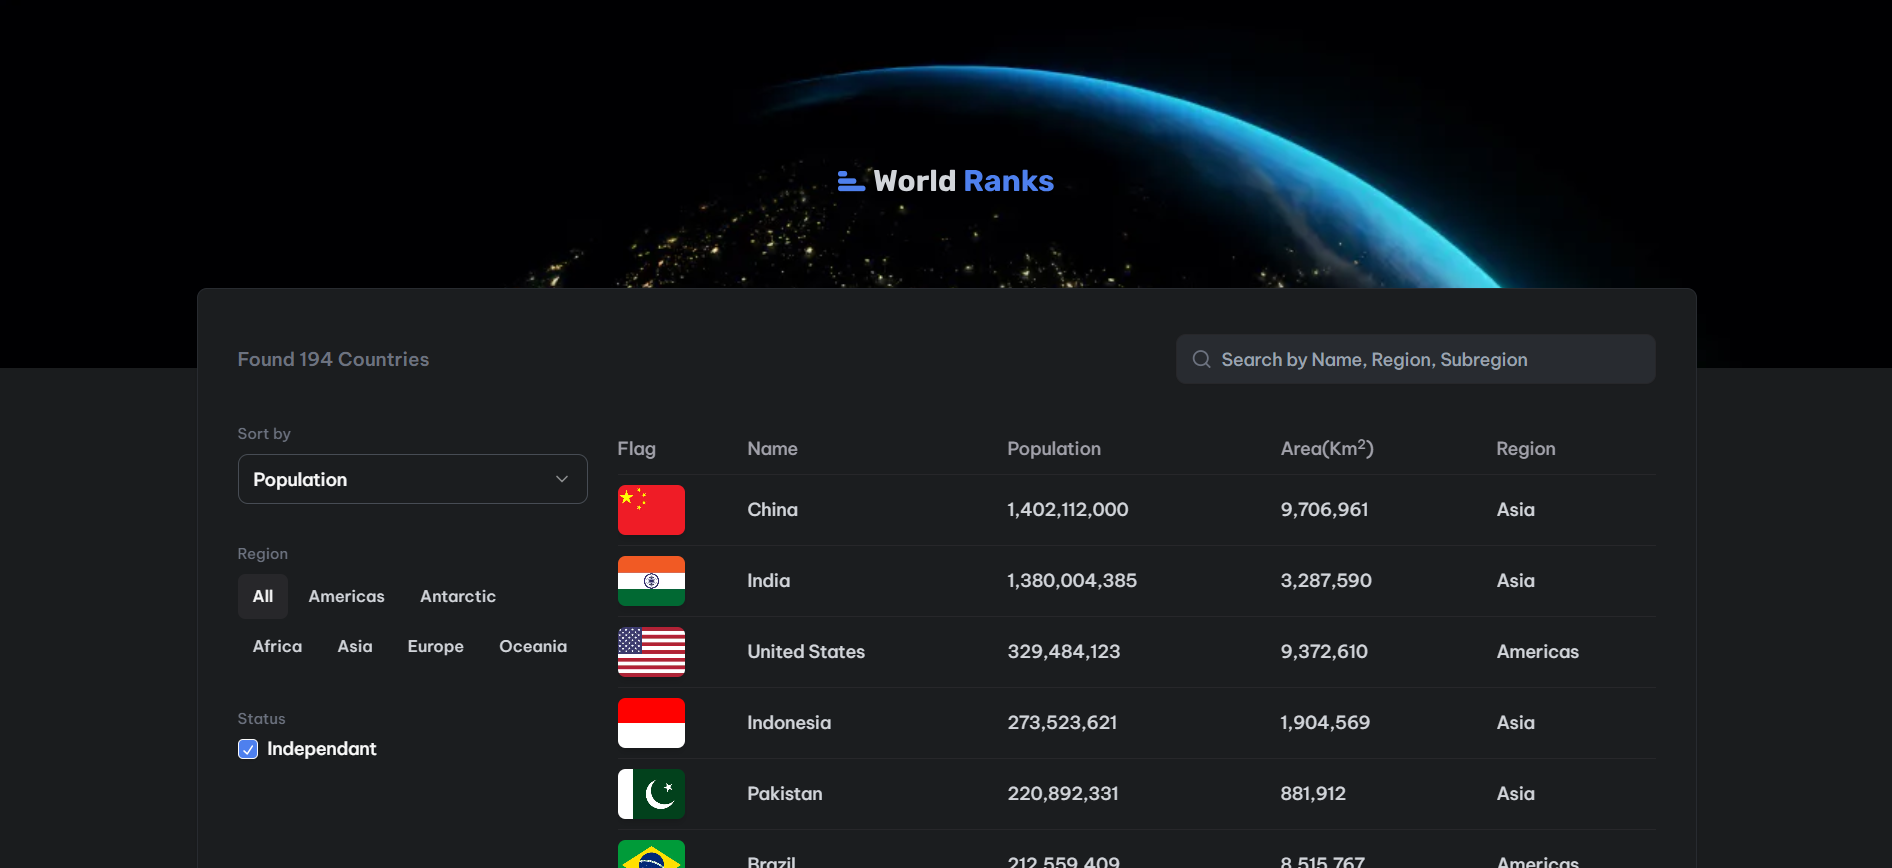 World Ranks
Found 194 Countries
Search by Name, Region, Subregion
Sort by
Population
Region
All Americas Antarctic
Africa Asia Europe Oceania
Status
Independant
Flag Name Population Area(Km²) Region
China 1,402,112,000 9,706,961 Asia
India 1,380,004,385 3,287,590 Asia
United States 329,484,123 9,372,610 Americas
Indonesia 273,523,621 1,904,569 Asia
Pakistan 220,892,331 881,912 Asia
Brazil 212,559,409 8,515,767 Americas